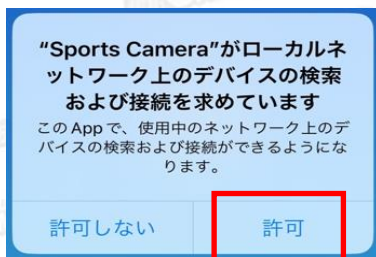 “Sports Camera”がローカルネ
ットワーク上のデバイスの検索
および接続を求めています
このAppで、使用中のネットワーク上のデ
バイスの検索および接続ができるようにな
ります。
許可しない
許可